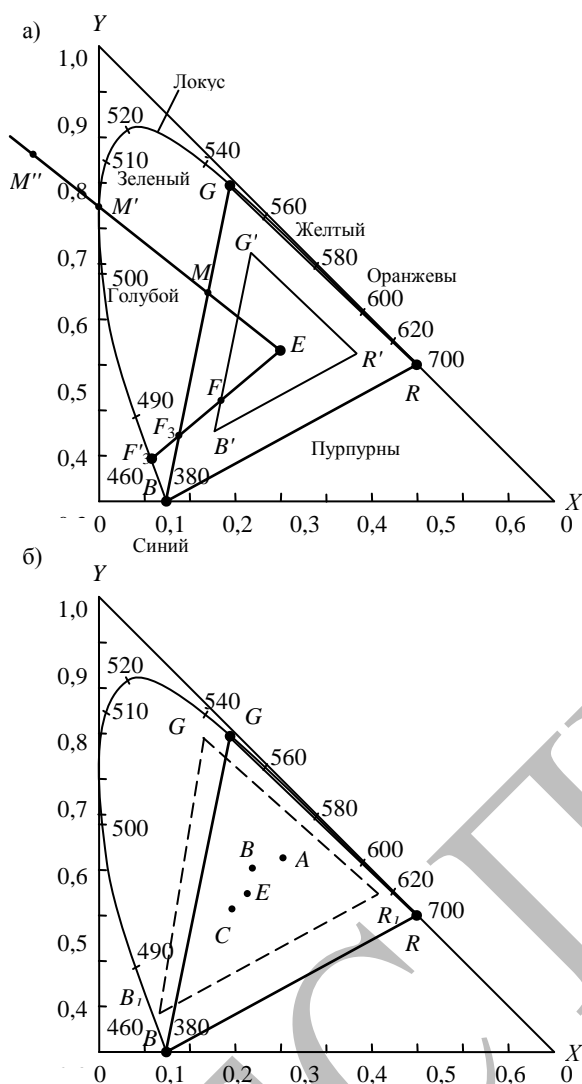 а)
Y
1,0
Локус
520
0,9
540
510
Зеленый
M''
0,8
M'
G
560
Желтый
G'
580
0,7
500
M
Оранжевы
Голубой
600
0,6
620
E
700
R'
R
0,5
F
490
F₃
B'
Пурпурны
F'₃
0,4
460
B
380
X
0
0,1
0,2
0,3
0,4
0,5
0,6
0
Синий
б)
Y
1,0
520
0,9
540
G
510
G
0,8
560
580
0,7
500
B
A
600
0,6
E
620
C
R₁
700
R
0,5
490
B₁
0,4
460
B
380
X
0
0,1
0,2
0,3
0,4
0,5
0,6
0